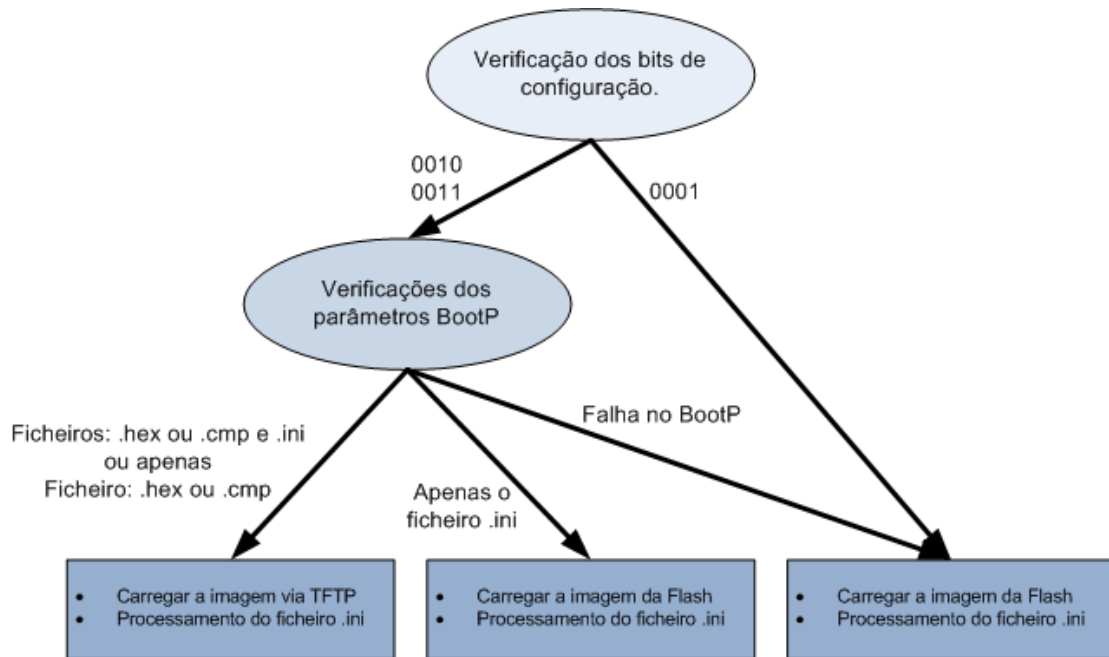 Verificação dos bits de
configuração.
0010
0011
0001
Verificações dos
parâmetros BootP
Ficheiros: .hex ou .cmp e .ini
ou apenas
Ficheiro: .hex ou .cmp
Apenas o
ficheiro .ini
Falha no BootP
• Carregar a imagem via TFTP
• Processamento do ficheiro .ini
• Carregar a imagem da Flash
• Processamento do ficheiro .ini
• Carregar a imagem da Flash
• Processamento do ficheiro .ini